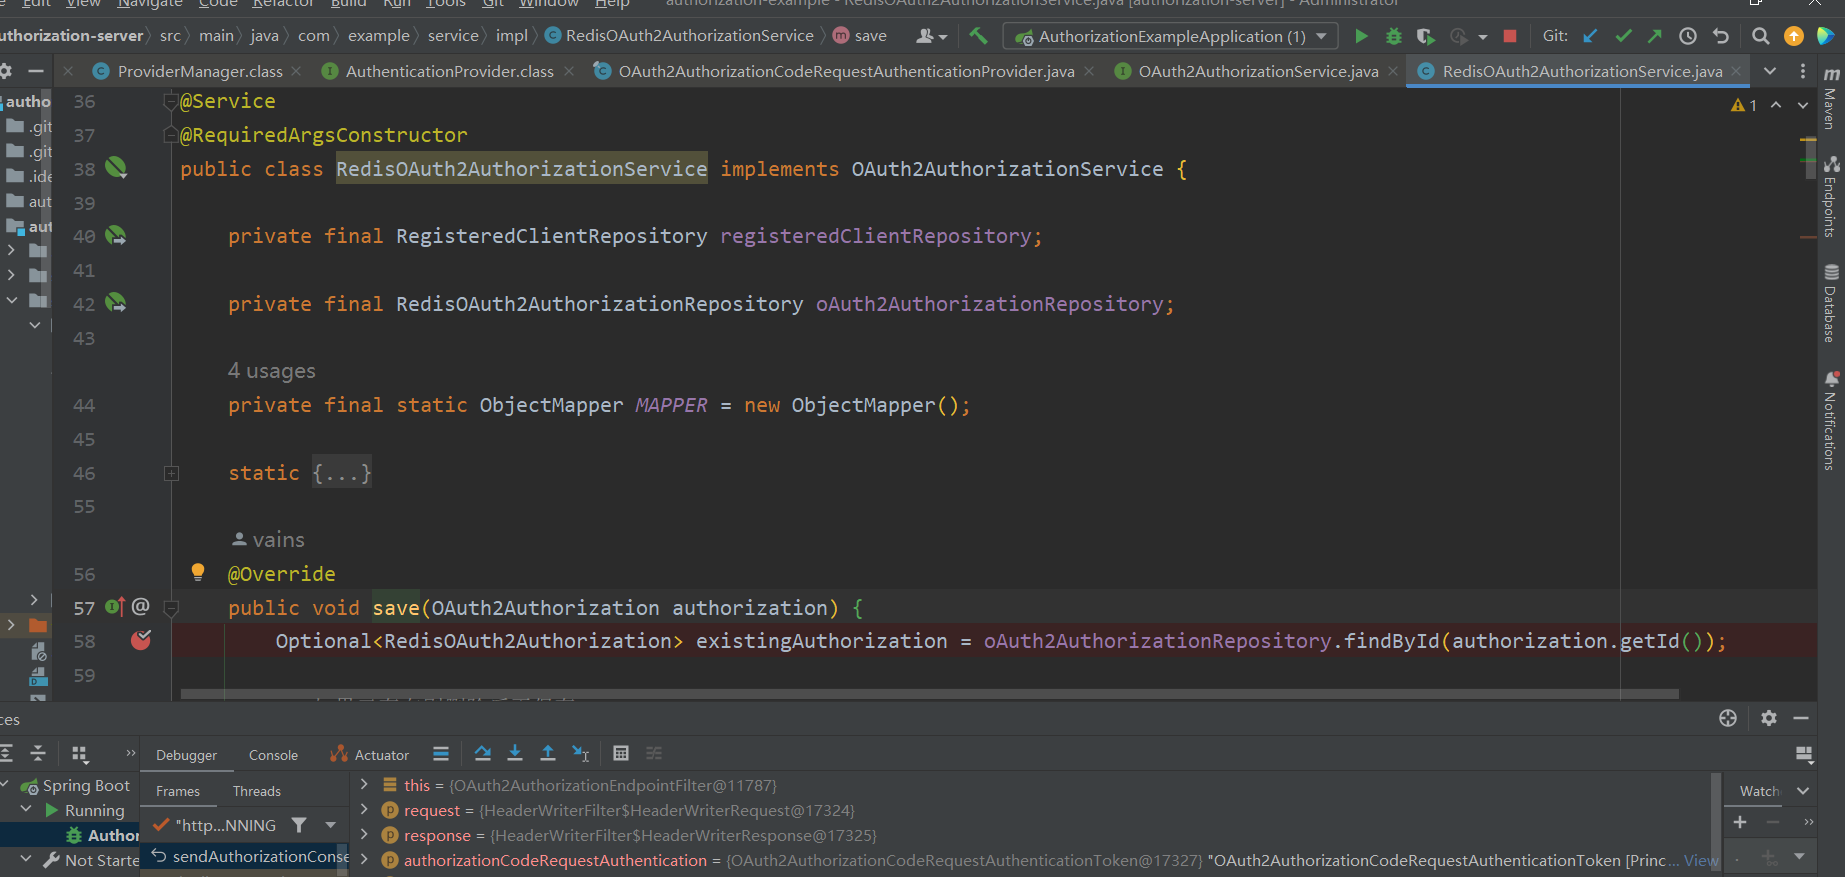 Edit View Navigate Code Refactor Build Run Tools Git Window Help authorization-example - RedisOAuth2AuthorizationService.java [authorization-server] - Administrator
uthorization-server src main java com example service impl RedisOAuth2AuthorizationService save AuthorizationExampleApplication (1) Git:
ProviderManager.class AuthenticationProvider.class OAuth2AuthorizationCodeRequestAuthenticationProvider.java OAuth2AuthorizationService.java RedisOAuth2AuthorizationService.java
autho
.git
.git
.ide
aut
aut
36 @Service
37 @RequiredArgsConstructor
38 public class RedisOAuth2AuthorizationService implements OAuth2AuthorizationService {
39
40 private final RegisteredClientRepository registeredClientRepository;
41
42 private final RedisOAuth2AuthorizationRepository oAuth2AuthorizationRepository;
43
4 usages
44 private final static ObjectMapper MAPPER = new ObjectMapper();
45
46 static {...}
55
vains
56 @Override
57 public void save(OAuth2Authorization authorization) {
58 Optional<RedisOAuth2Authorization> existingAuthorization = oAuth2AuthorizationRepository.findById(authorization.getId());
59
1
Maven
Endpoints
Database
Notifications
ces
Debugger Console Actuator
Spring Boot
Running
Author
Not Starte
Frames Threads
"http...NNING
sendAuthorizationConse
this = {OAuth2AuthorizationEndpointFilter@11787}
request = {HeaderWriterFilter$HeaderWriterRequest@17324}
response = {HeaderWriterFilter$HeaderWriterResponse@17325}
authorizationCodeRequestAuthentication = {OAuth2AuthorizationCodeRequestAuthenticationToken@17327} "OAuth2AuthorizationCodeRequestAuthenticationToken [Princ... View
Watch